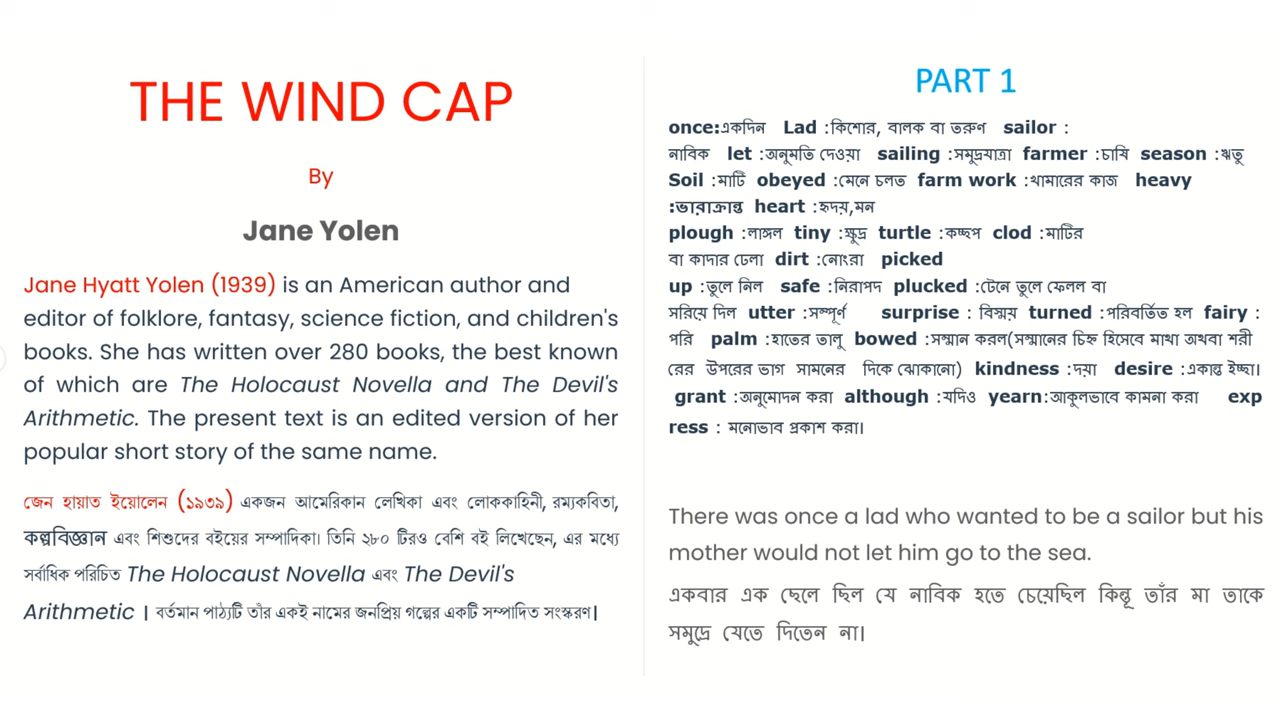 THE WIND CAP
By
Jane Yolen
Jane Hyatt Yolen (1939) is an American author and
editor of folklore, fantasy, science fiction, and children's
books. She has written over 280 books, the best known
of which are The Holocaust Novella and The Devil's
Arithmetic. The present text is an edited version of her
popular short story of the same name.
জেন হায়াত ইয়োলেন (১৯৩৯) একজন আমেরিকান লেখিকা এবং লোককাহিনী, রম্যকবিতা,
কল্পবিজ্ঞান এবং শিশুদের বইয়ের সম্পাদিকা। তিনি ২৮০ টিরও বেশি বই লিখেছেন, এর মধ্যে
সর্বাধিক পরিচিত The Holocaust Novella এবং The Devil's
Arithmetic । বর্তমান পাঠ্যটি তাঁর একই নামের জনপ্রিয় গল্পের একটি সম্পাদিত সংস্করণ।
PART 1
once:একদিন Lad :কিশোর, বালক বা তরুণ sailor :
নাবিক let :অনুমতি দেওয়া sailing :সমুদ্রযাত্রা farmer :চাষি season :ঋতু
Soil :মাটি obeyed :মেনে চলত farm work :খামারের কাজ heavy
:ভারাক্রান্ত heart :হৃদয়,মন
plough :লাঙ্গল tiny :ক্ষুদ্র turtle :কচ্ছপ clod :মাটির
বা কাদার ঢেলা dirt :নোংরা picked
up :তুলে নিল safe :নিরাপদ plucked :টেনে তুলে ফেলল বা
সরিয়ে দিল utter :সম্পূর্ণ surprise : বিস্ময় turned :পরিবর্তিত হল fairy :
পরি palm :হাতের তালু bowed :সম্মান করল(সম্মানের চিহ্ন হিসেবে মাথা অথবা শরী
রের উপরের ভাগ সামনের দিকে ঝোকানো) kindness :দয়া desire :একান্ত ইচ্ছা।
grant :অনুমোদন করা although :যদিও yearn:আকুলভাবে কামনা করা exp
ress : মনোভাব প্রকাশ করা।
There was once a lad who wanted to be a sailor but his
mother would not let him go to the sea.
একবার এক ছেলে ছিল যে নাবিক হতে চেয়েছিল কিন্তু তাঁর মা তাকে
সমুদ্রে যেতে দিতেন না।